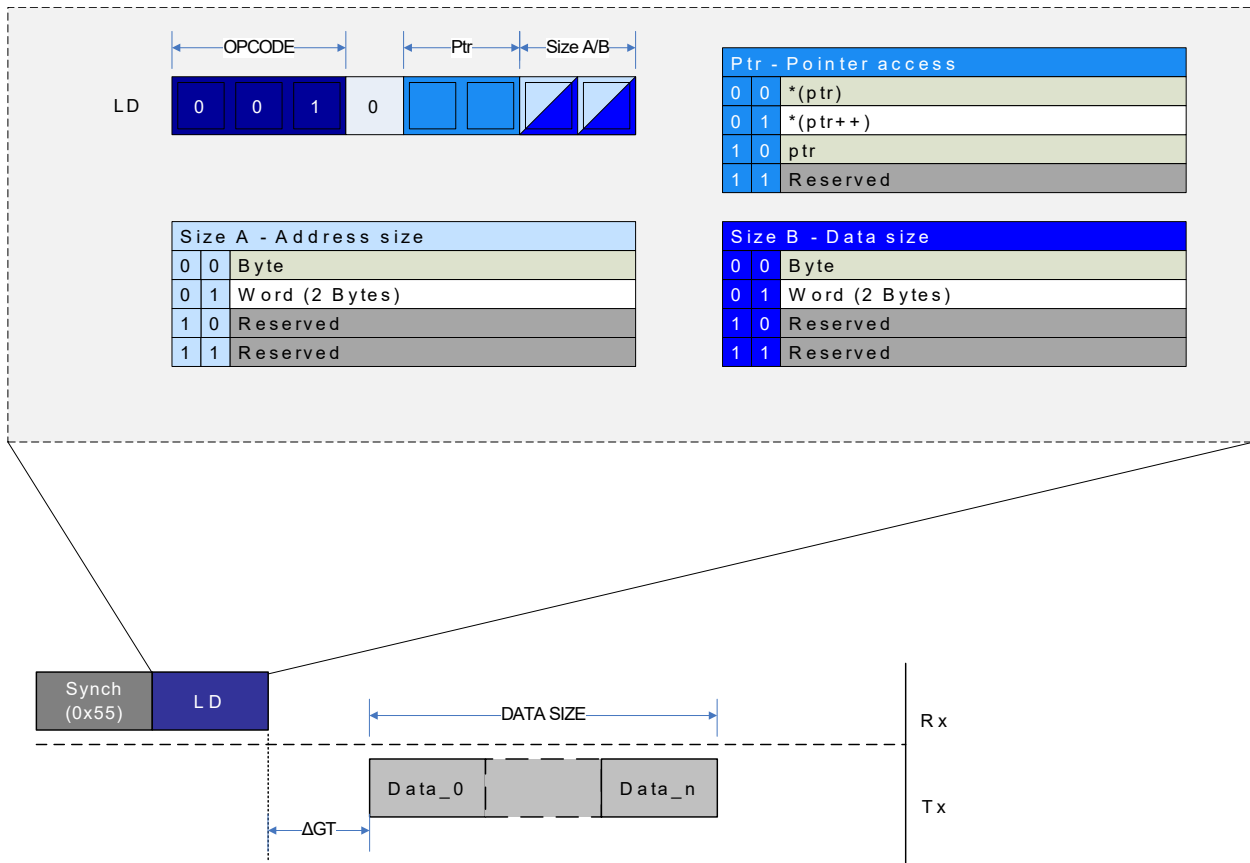 OPCODE Ptr Size A/B
LD 0 0 1 0
Ptr - Pointer access
0 0 *(ptr)
0 1 *(ptr++)
1 0 ptr
1 1 Reserved
Size A - Address size
0 0 Byte
0 1 Word (2 Bytes)
1 0 Reserved
1 1 Reserved
Size B - Data size
0 0 Byte
0 1 Word (2 Bytes)
1 0 Reserved
1 1 Reserved
Synch
(0x55)
LD
DATA SIZE
Rx
Data_0 Data_n
Tx
ΔGT